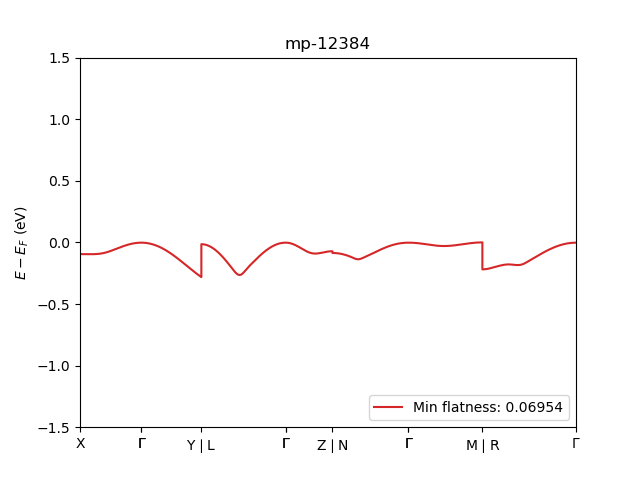 mp-12384
E − E_F (eV)
1.5
1.0
0.5
0.0
−0.5
−1.0
−1.5
Min flatness: 0.06954
X Γ Y | L Γ Z | N Γ M | R Γ